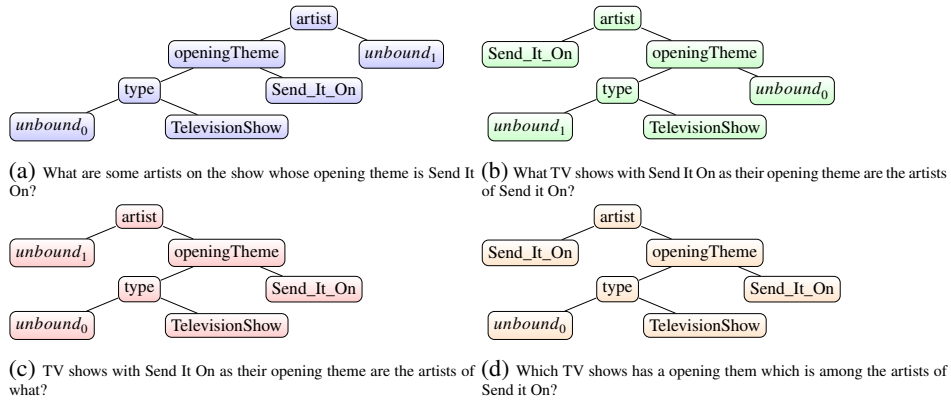 artist
openingTheme unbound₁
type Send_It_On
unbound₀ TelevisionShow
(a) What are some artists on the show whose opening theme is Send It
On?
artist
Send_It_On openingTheme
type unbound₀
unbound₁ TelevisionShow
(b) What TV shows with Send It On as their opening theme are the artists
of Send it On?
artist
unbound₁ openingTheme
type Send_It_On
unbound₀ TelevisionShow
(c) TV shows with Send It On as their opening theme are the artists of
what?
artist
Send_It_On openingTheme
type Send_It_On
unbound₀ TelevisionShow
(d) Which TV shows has a opening them which is among the artists of
Send it On?